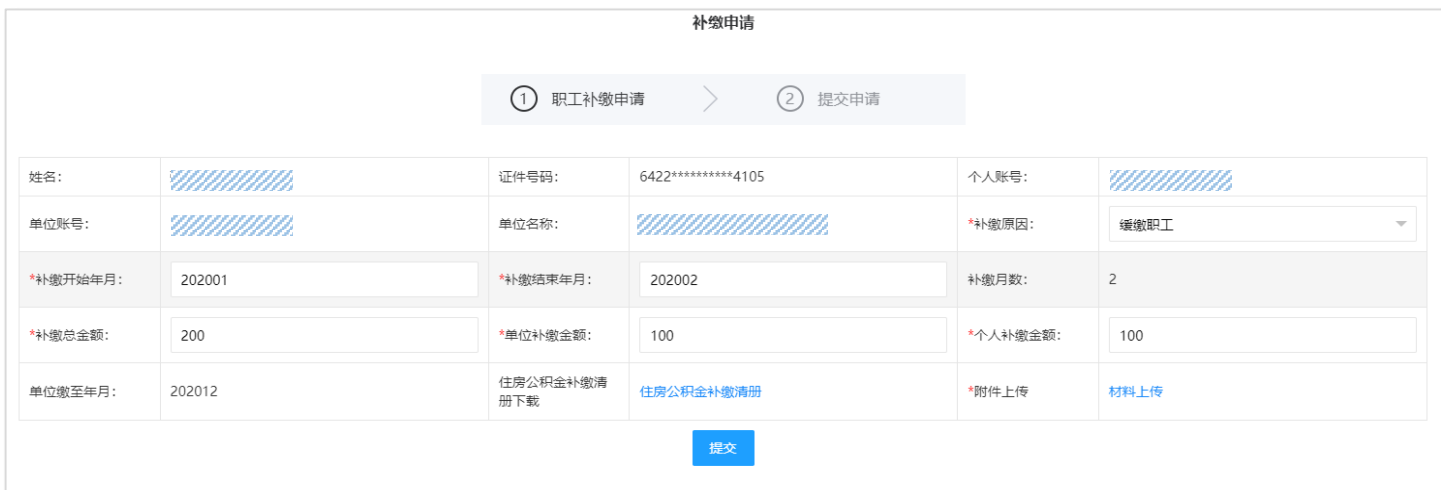 补缴申请
1 职工补缴申请 2 提交申请
姓名: 证件号码: 6422**********4105 个人账号:
单位账号: 单位名称: *补缴原因: 缓缴职工
*补缴开始年月: 202001 *补缴结束年月: 202002 补缴月数: 2
*补缴总金额: 200 *单位补缴金额: 100 *个人补缴金额: 100
单位缴至年月: 202012 住房公积金补缴清 住房公积金补缴清册 *附件上传 材料上传
册下载
提交